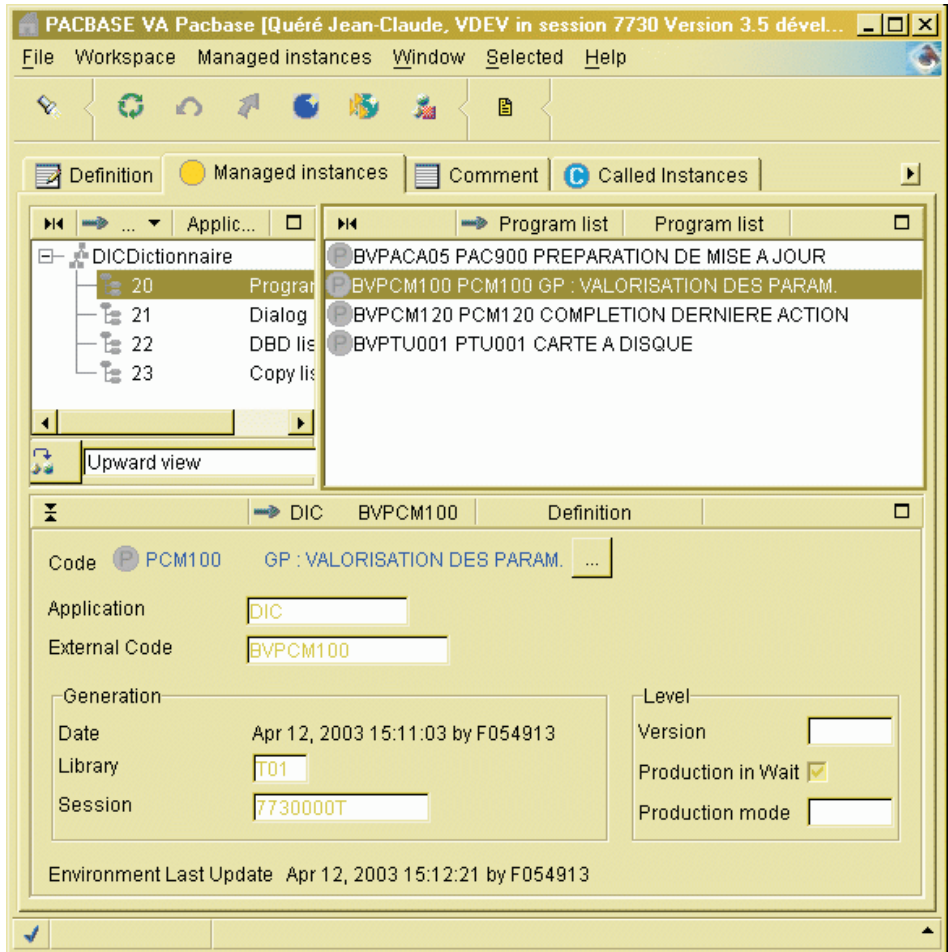 PACBASE VA Pacbase [Quéré Jean-Claude, VDEV in session 7730 Version 3.5 dével...
File Workspace Managed instances Window Selected Help
Definition Managed instances Comment Called Instances
... Applic... Program list Program list
DICDictionnaire
20 Program
21 Dialog
22 DBD lis
23 Copy lis
BVPACA05 PAC900 PREPARATION DE MISE A JOUR
BVPCM100 PCM100 GP : VALORISATION DES PARAM.
BVPCM120 PCM120 COMPLETION DERNIERE ACTION
BVPTU001 PTU001 CARTE A DISQUE
Upward view
DIC BVPCM100 Definition
Code P PCM100 GP : VALORISATION DES PARAM. ...
Application DIC
External Code BVPCM100
Generation
Date Apr 12, 2003 15:11:03 by F054913
Library T01
Session 7730000T
Level
Version
Production in Wait
Production mode
Environment Last Update Apr 12, 2003 15:12:21 by F054913